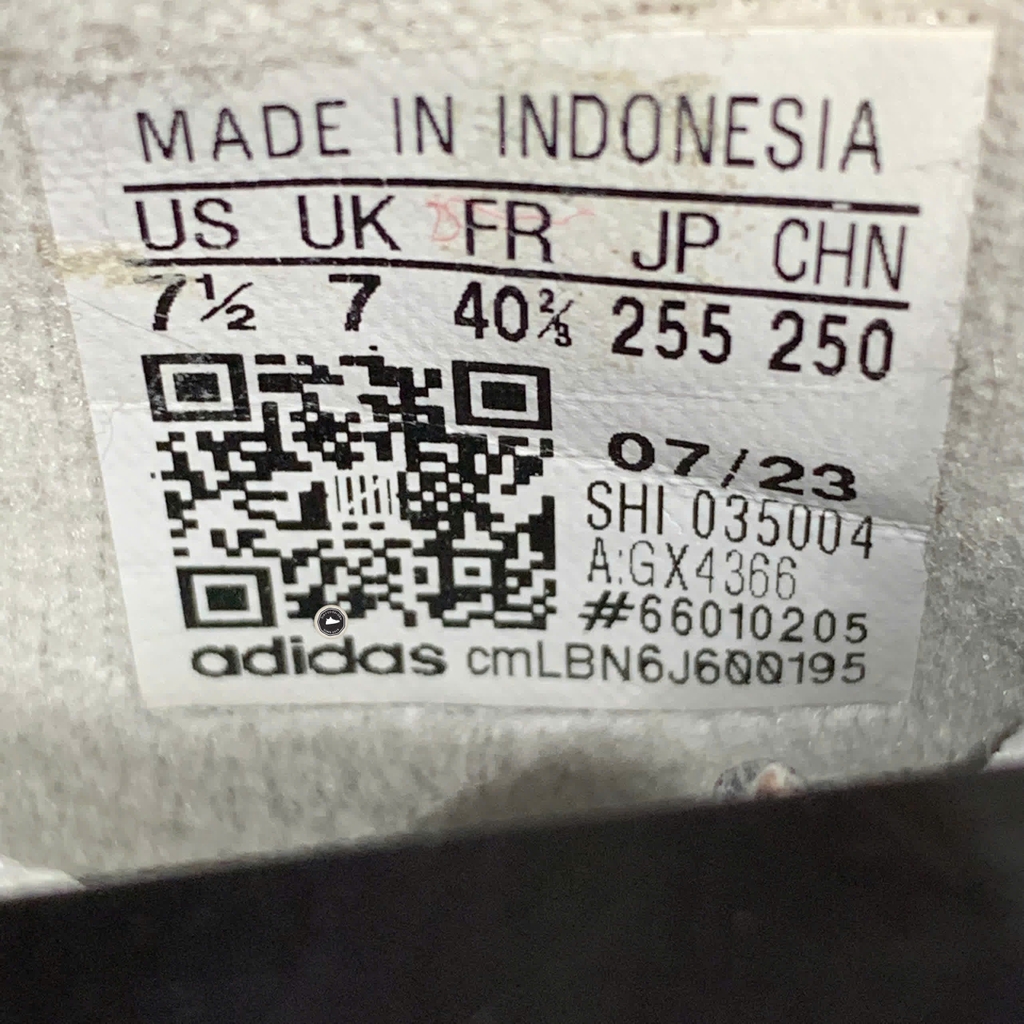 MADE IN INDONESIA
US UK FR JP CHN
7½ 7 40⅔ 255 250
07/23
SHI 035004
A:GX4366
#66010205
adidas cmLBN6J600195